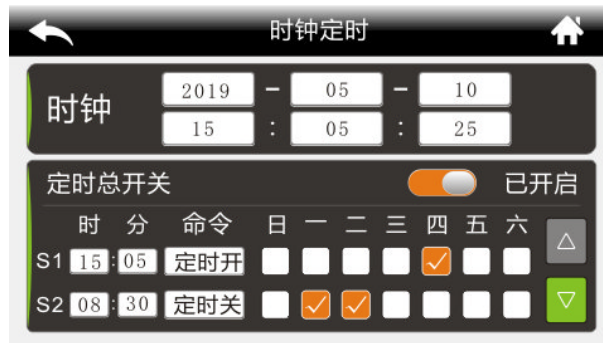 时钟定时
时钟 2019 – 05 – 10
15 : 05 : 25
定时总开关 已开启
时 分 命令 日 一 二 三 四 五 六
S1 15:05 定时开
S2 08:30 定时关